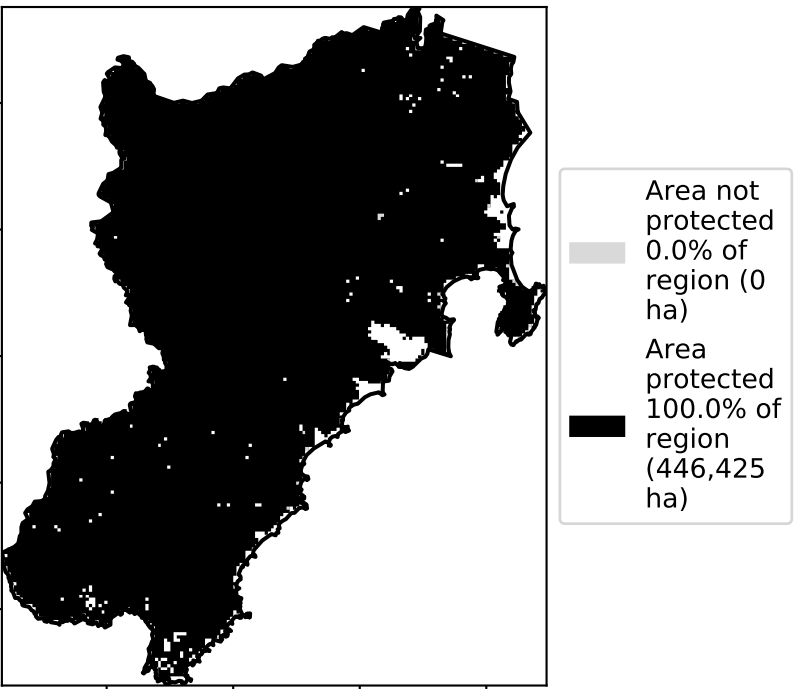 Area not
protected
0.0% of
region (0
ha)
Area
protected
100.0% of
region
(446,425
ha)